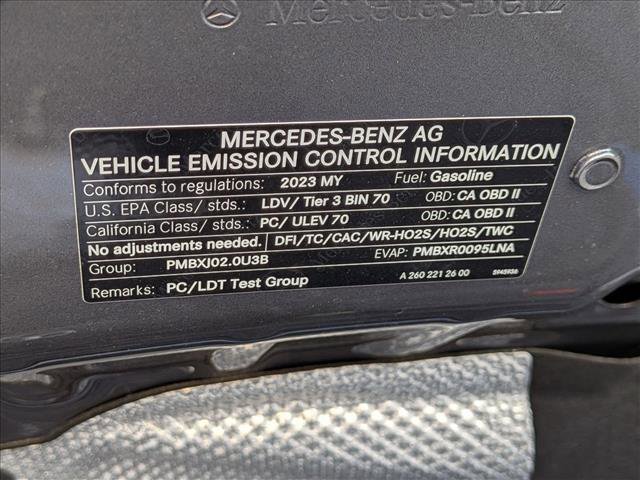 Mercedes-Benz
MERCEDES-BENZ AG
VEHICLE EMISSION CONTROL INFORMATION
Conforms to regulations: 2023 MY Fuel: Gasoline
U.S. EPA Class/ stds.: LDV/ Tier 3 BIN 70 OBD: CA OBD II
California Class/ stds.: PC/ ULEV 70 OBD: CA OBD II
No adjustments needed. DFI/TC/CAC/WR-HO2S/HO2S/TWC
Group: PMBXJ02.0U3B EVAP: PMBXR0095LNA
Remarks: PC/LDT Test Group A 260 221 26 00 5945936